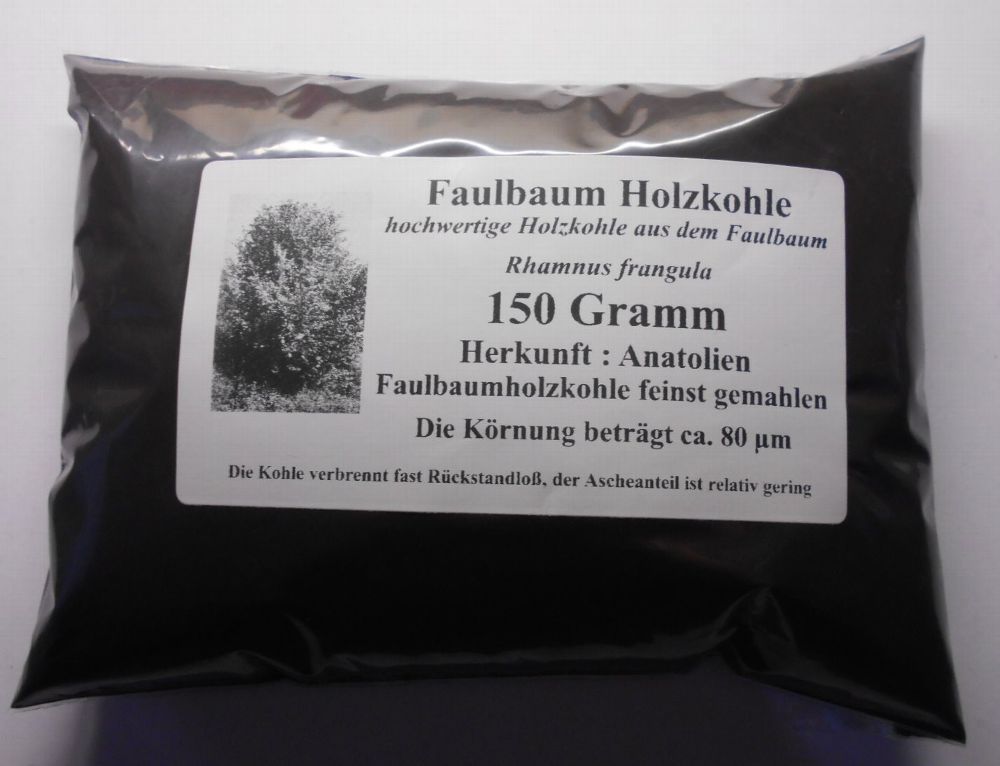 Faulbaum Holzkohle
hochwertige Holzkohle aus dem Faulbaum
Rhamnus frangula
150 Gramm
Herkunft : Anatolien
Faulbaumholzkohle feinst gemahlen
Die Körnung beträgt ca. 80 µm
Die Kohle verbrennt fast Rückstandloß, der Ascheanteil ist relativ gering